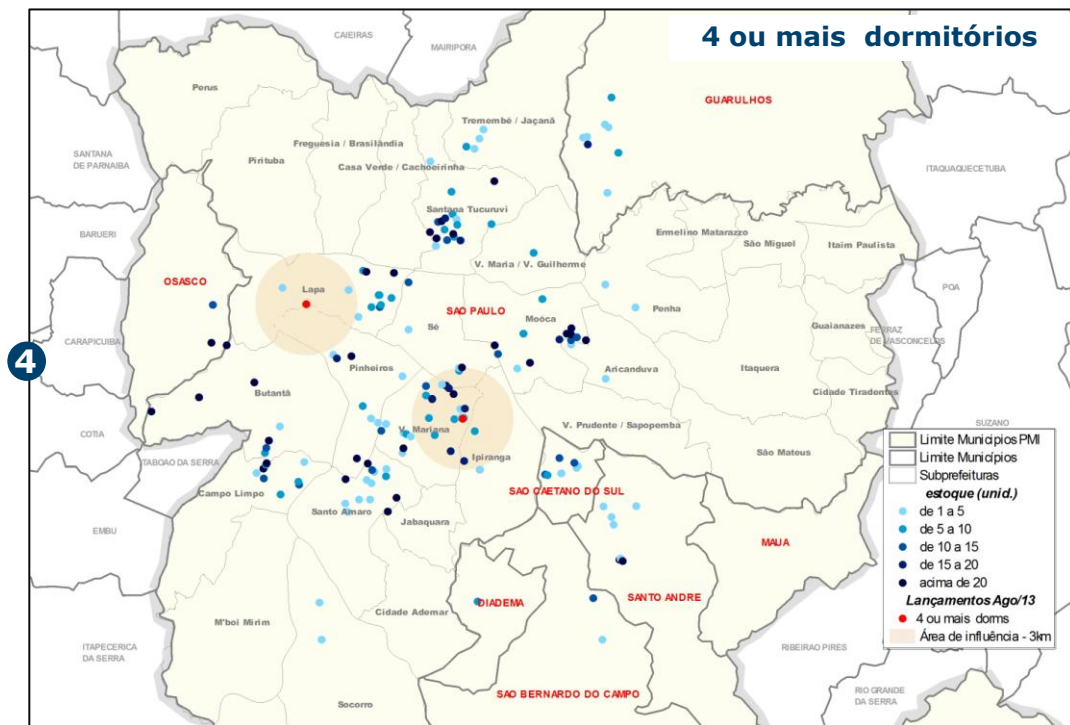 4 ou mais dormitórios
CAIEIRAS
MAIRIPORA
Perus
GUARULHOS
Tremembé / Jaçanã
Freguesia / Brasilândia
SANTANA
DE PARNAIBA
Pirituba
Casa Verde / Cachoeirinha
ITAQUAQUECETUBA
Santana Tucuruvi
BARUERI
Ermelino Matarazzo
São Miguel
Itaim Paulista
V. Maria / V. Guilherme
OSASCO
Lapa
POA
SAO PAULO
Penha
Moóca
Sé
Guaianazes
FERRAZ
DE VASCONCELOS
CARAPICUIBA
4
Pinheiros
Aricanduva
Itaquera
Cidade Tiradentes
Butantã
SUZANO
V. Mariana
V. Prudente / Sapopemba
COTIA
Ipiranga
São Mateus
TABOAO DA SERRA
Campo Limpo
SAO CAETANO DO SUL
Santo Amaro
Jabaquara
EMBU
MAUA
DIADEMA
SANTO ANDRE
Cidade Ademar
M'boi Mirim
ITAPECERICA
DA SERRA
RIBEIRAO PIRES
SAO BERNARDO DO CAMPO
RIO GRANDE
DA SERRA
Socorro
Limite Municipios PMI
Limite Municípios
Subprefeituras
estoque (unid.)
de 1 a 5
de 5 a 10
de 10 a 15
de 15 a 20
acima de 20
Lançamentos Ago/13
4 ou mais dorms
Área de influência - 3km